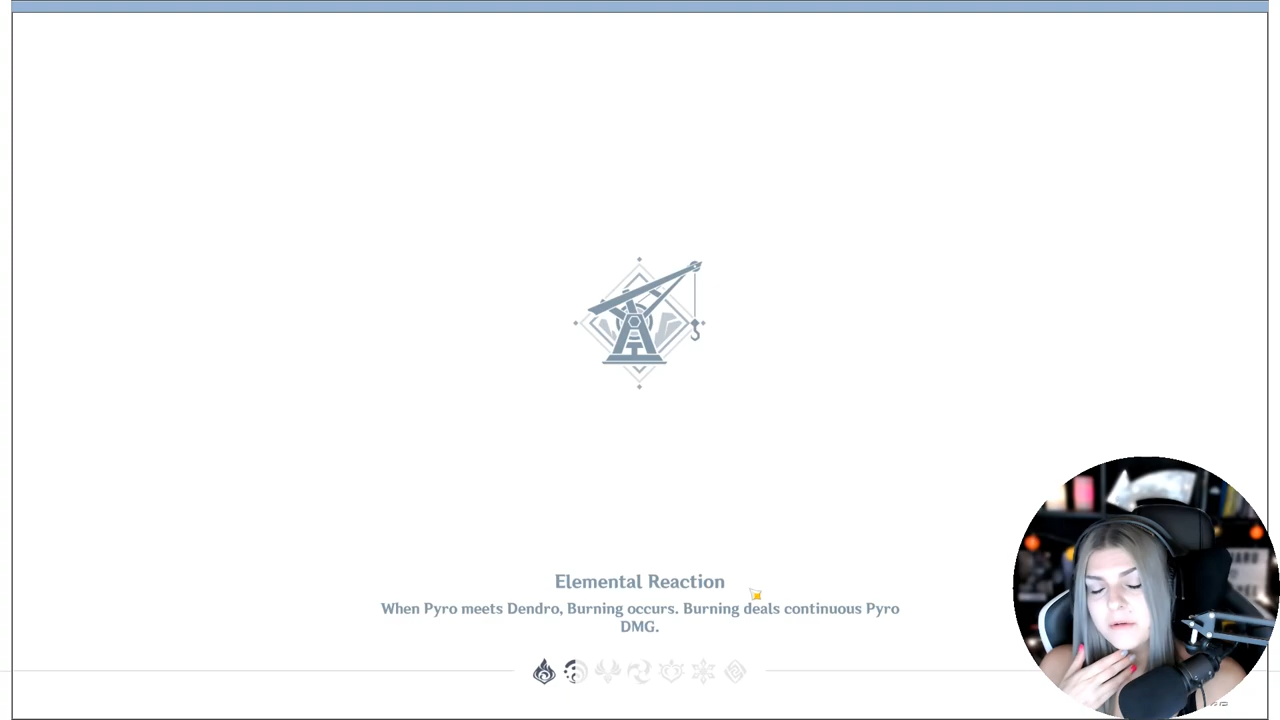 Elemental Reaction
When Pyro meets Dendro, Burning occurs. Burning deals continuous Pyro
DMG.